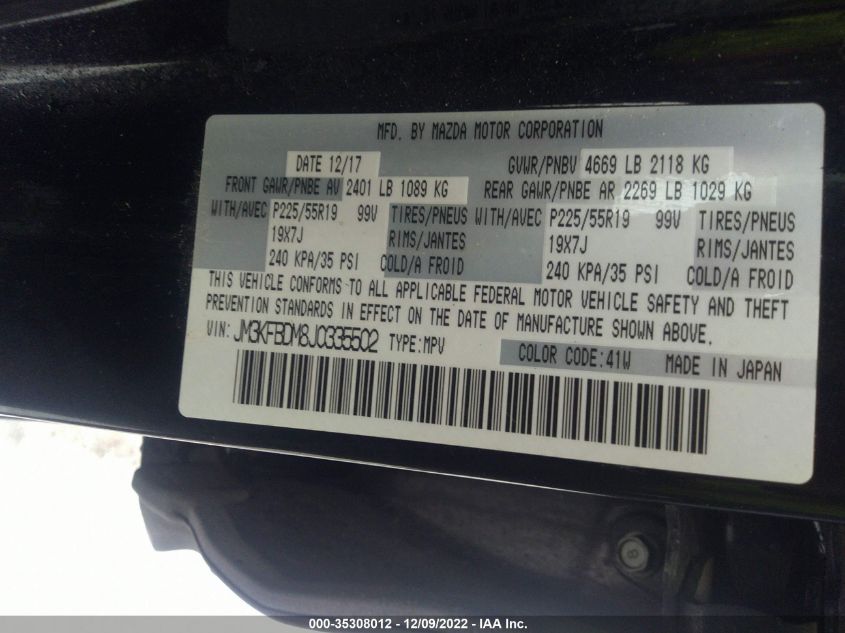 MFD. BY MAZDA MOTOR CORPORATION
DATE 12/17 GVWR/PNBV 4669 LB 2118 KG
FRONT GAWR/PNBE AV 2401 LB 1089 KG REAR GAWR/PNBE AR 2269 LB 1029 KG
WITH/AVEC P225/55R19 99V TIRES/PNEUS WITH/AVEC P225/55R19 99V TIRES/PNEUS
19X7J RIMS/JANTES 19X7J RIMS/JANTES
240 KPA/35 PSI COLD/A FROID 240 KPA/35 PSI COLD/A FROID
THIS VEHICLE CONFORMS TO ALL APPLICABLE FEDERAL MOTOR VEHICLE SAFETY AND THEFT
PREVENTION STANDARDS IN EFFECT ON THE DATE OF MANUFACTURE SHOWN ABOVE.
VIN: JM3KFBDM8J0335502 TYPE:MPV
COLOR CODE:41W MADE IN JAPAN
8
000-35308012 - 12/09/2022 - IAA Inc.